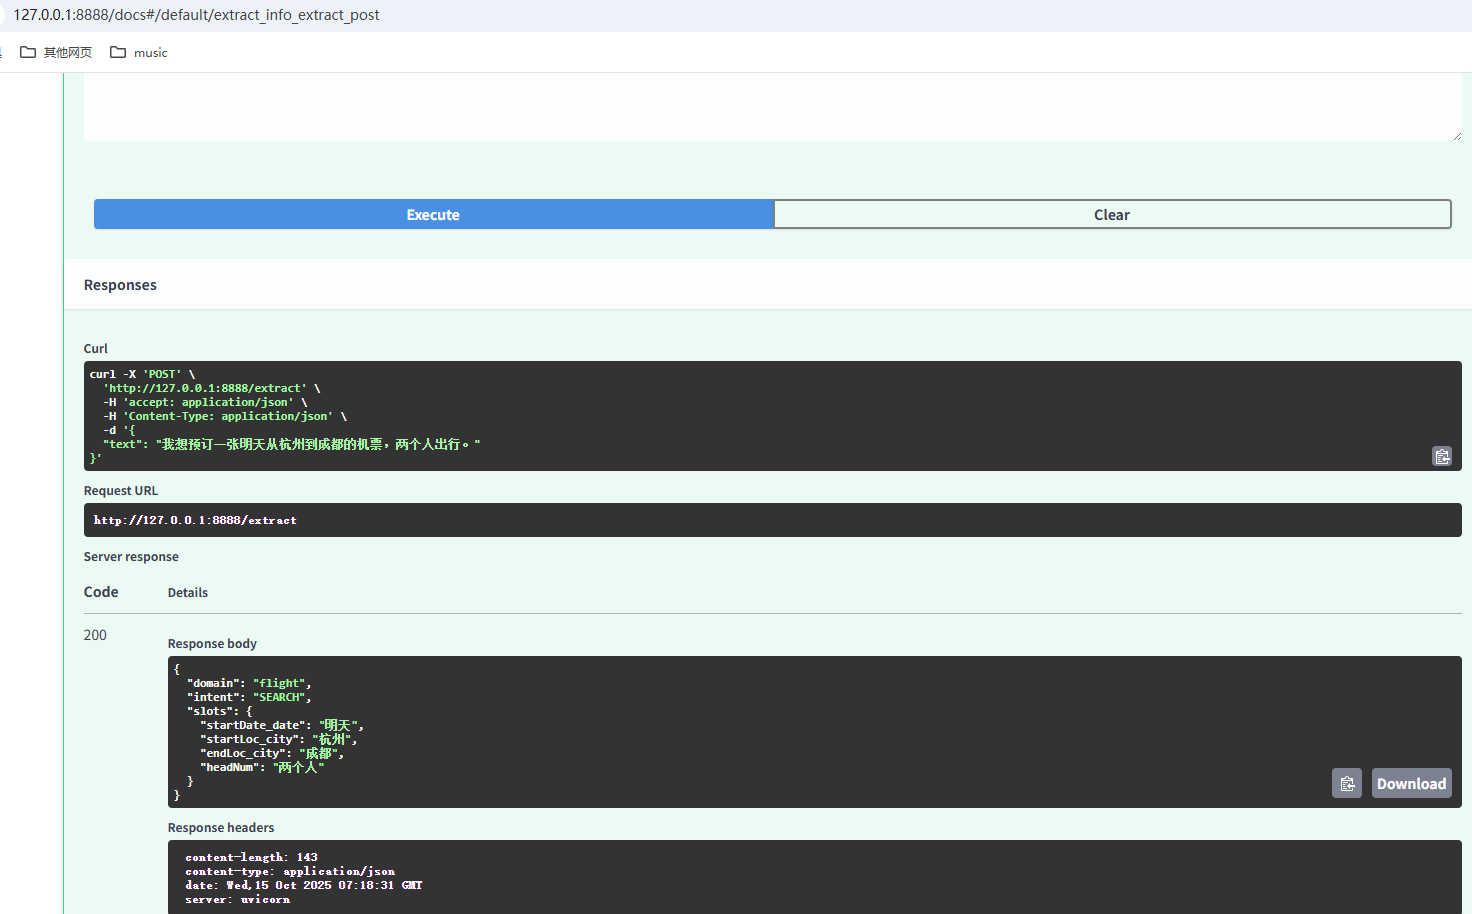 127.0.0.1:8888/docs#/default/extract_info_extract_post
其他网页 music
Execute Clear
Responses
Curl
curl -X 'POST' \
'http://127.0.0.1:8888/extract' \
-H 'accept: application/json' \
-H 'Content-Type: application/json' \
-d '{
"text": "我想预订一张明天从杭州到成都的机票，两个人出行。"
}'
Request URL
http://127.0.0.1:8888/extract
Server response
Code Details
200
Response body
{
"domain": "flight",
"intent": "SEARCH",
"slots": {
"startDate_date": "明天",
"startLoc_city": "杭州",
"endLoc_city": "成都",
"headNum": "两个人"
}
}
Download
Response headers
content-length: 143
content-type: application/json
date: Wed,15 Oct 2025 07:18:31 GMT
server: uvicorn